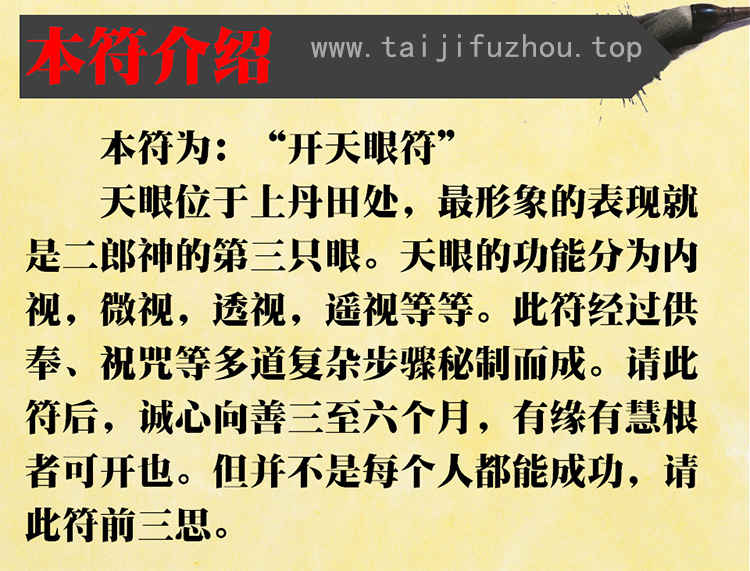 本符介绍
www.taijifuzhou.top
本符为：“开天眼符”
天眼位于上丹田处，最形象的表现就
是二郎神的第三只眼。天眼的功能分为内
视，微视，透视，遥视等等。此符经过供
奉、祝咒等多道复杂步骤秘制而成。请此
符后，诚心向善三至六个月，有缘有慧根
者可开也。但并不是每个人都能成功，请
此符前三思。